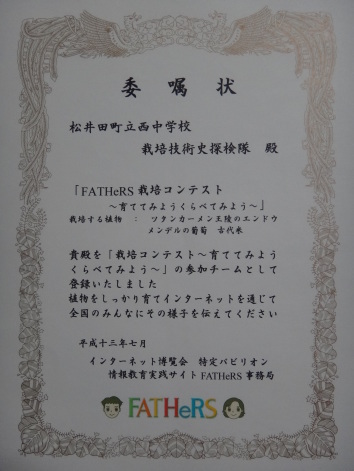 委嘱状
松井田町立西中学校
栽培技術史探検隊　殿
「FATHeRS 栽培コンテスト
～育ててみようくらべてみよう～」
栽培する植物　：　ツタンカーメン王陵のエンドウ
メンデルの葡萄　古代米
貴殿を「栽培コンテスト～育ててみよう
くらべてみよう～」の参加チームとして
登録いたしました
植物をしっかり育てインターネットを通じて
全国のみんなにその様子を伝えてください
平成十三年七月
インターネット博覧会　特定パビリオン
情報教育実践サイト FATHeRS 事務局
FATHeRS